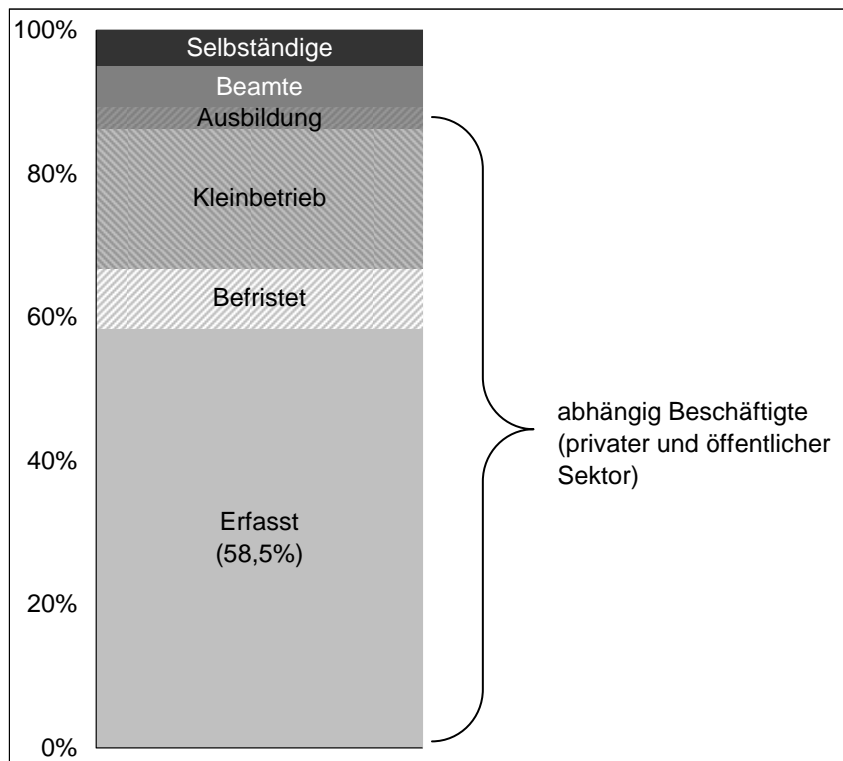 100%
Selbständige
Beamte
Ausbildung
80%
Kleinbetrieb
Befristet
60%
abhängig Beschäftigte
(privater und öffentlicher
Sektor)
40%
Erfasst
(58,5%)
20%
0%